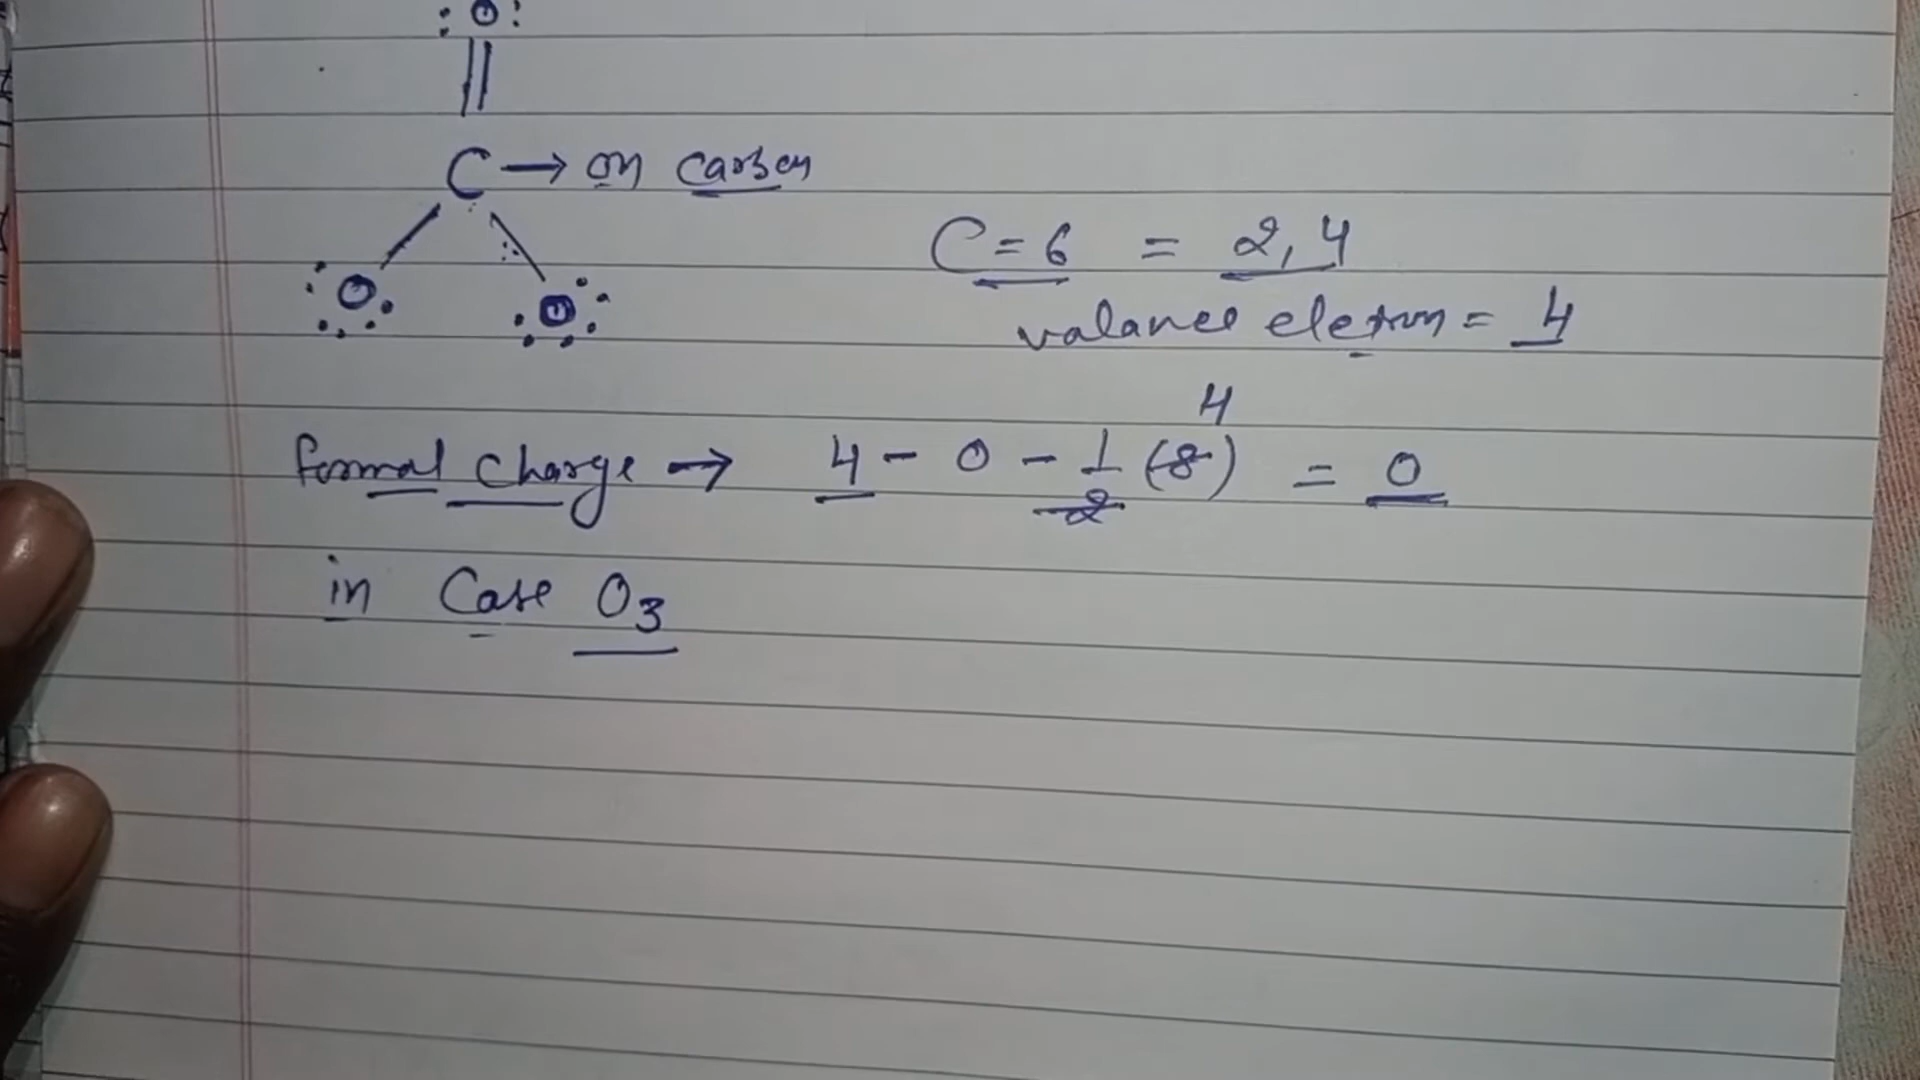 :O:
C → on Carbon
O O
C = 6 = 2, 4
valance eletron = 4
formal charge → 4 - 0 - 1/2 (8) 4 = 0
in Case O3